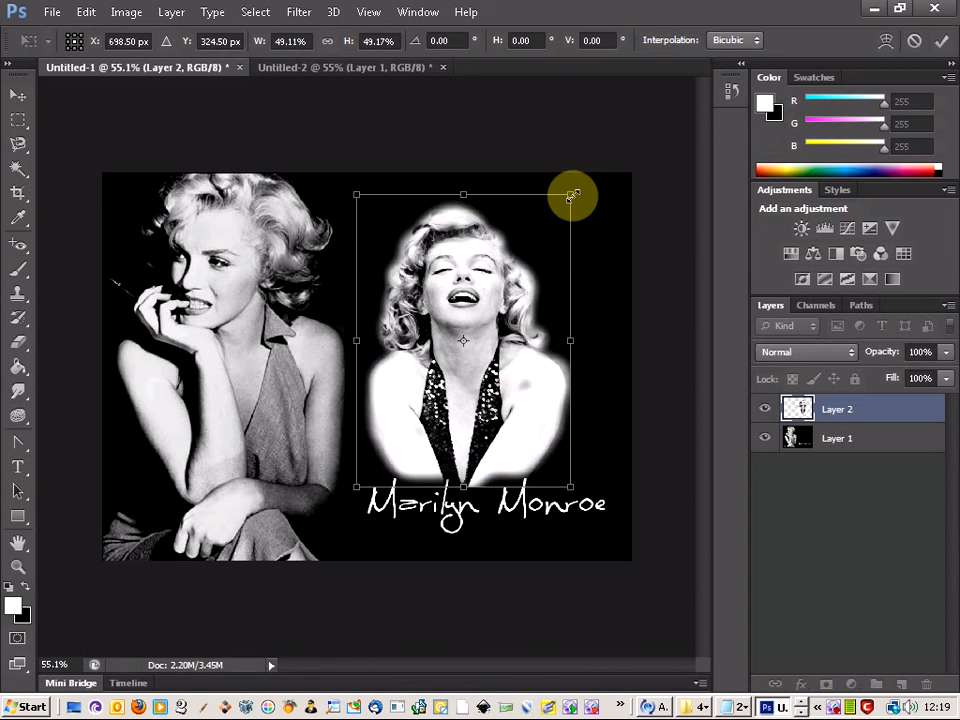 Ps File Edit Image Layer Type Select Filter 3D View Window Help
X: 698.50 px Y: 324.50 px W: 49.11% H: 49.17% 0.00 ° H: 0.00 ° V: 0.00 ° Interpolation: Bicubic
Untitled-1 @ 55.1% (Layer 2, RGB/8) * × Untitled-2 @ 55% (Layer 1, RGB/8) * ×
Color Swatches
R 255
G 255
B 255
Adjustments Styles
Add an adjustment
Layers Channels Paths
Kind
Normal Opacity: 100%
Lock: Fill: 100%
Layer 2
Layer 1
Marilyn Monroe
55.1% Doc: 2.20M/3.45M
Mini Bridge Timeline
Start A. 4 2 Ps U. 12:19